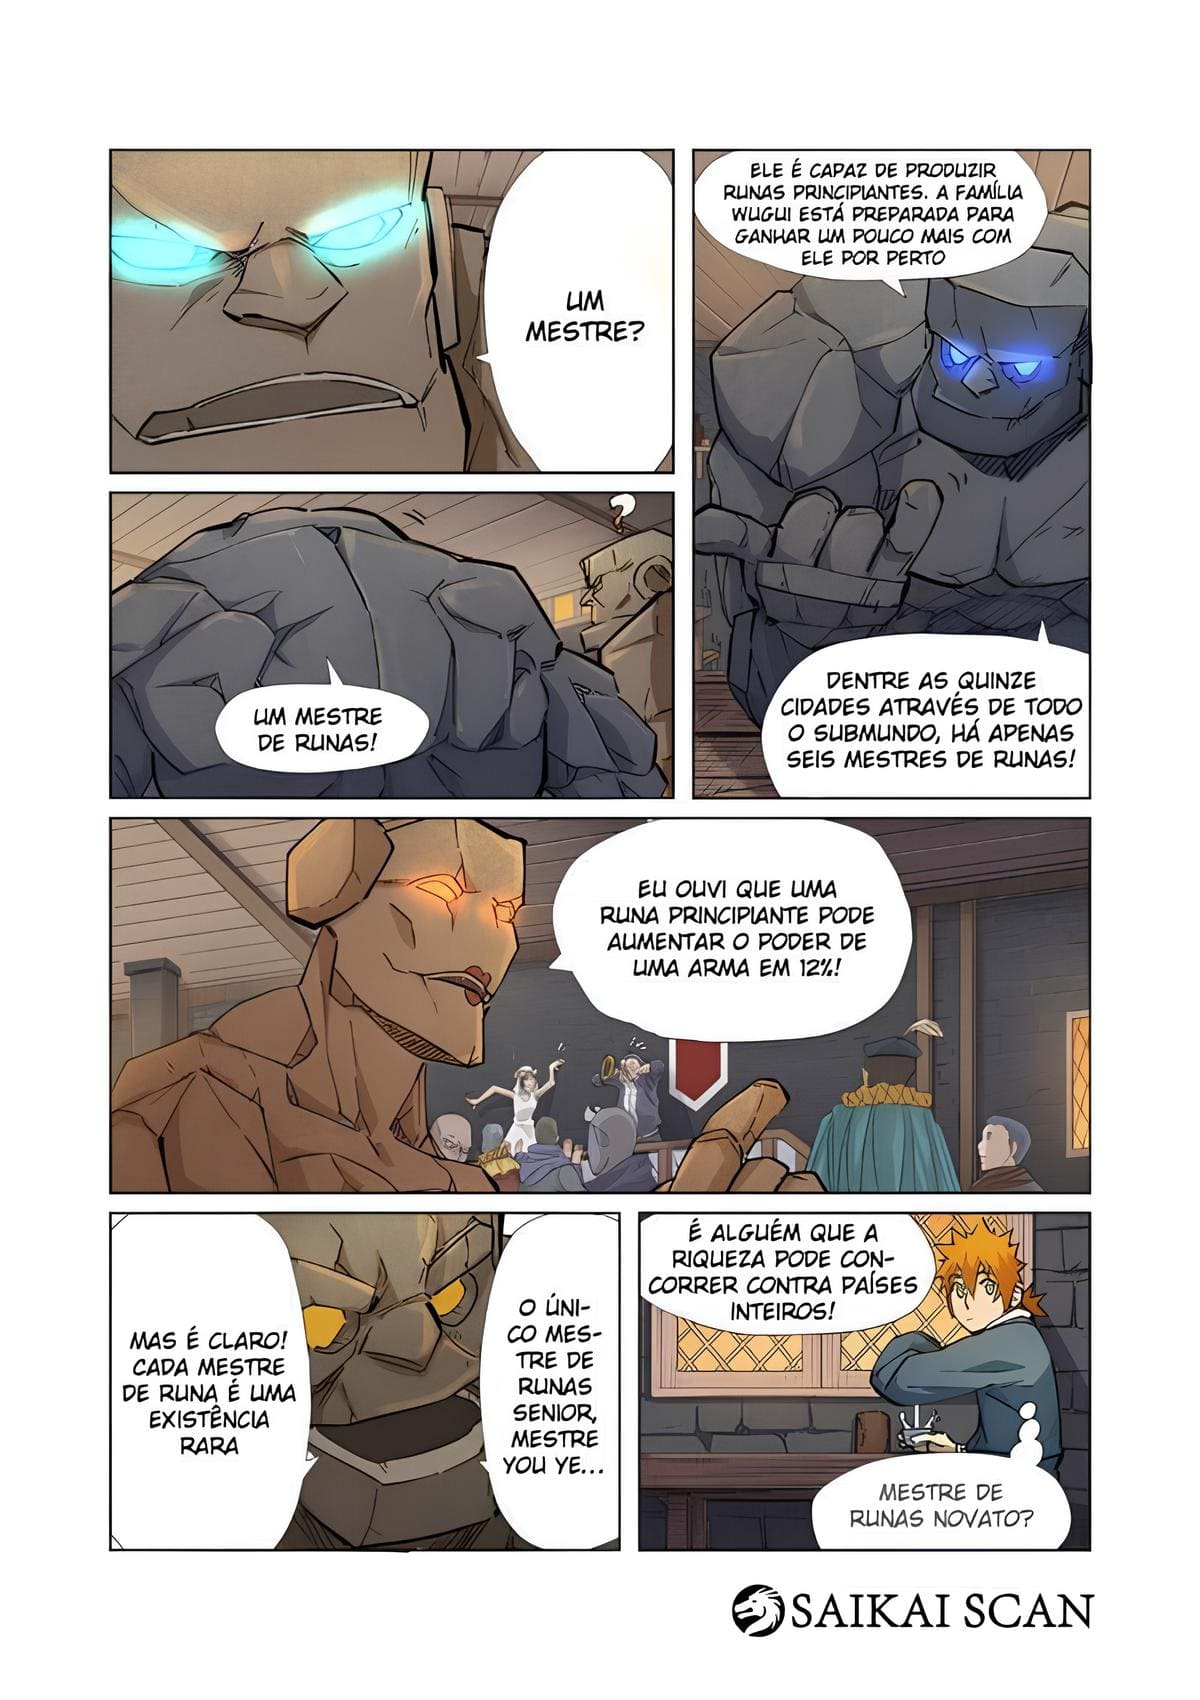 UM
MESTRE?
UM MESTRE
DE RUNAS!
?
ELE É CAPAZ DE PRODUZIR
RUNAS PRINCIPIANTES. A FAMÍLIA
WUGUI ESTÁ PREPARADA PARA
GANHAR UM POUCO MAIS COM
ELE POR PERTO
DENTRE AS QUINZE
CIDADES ATRAVÉS DE TODO
O SUBMUNDO, HÁ APENAS
SEIS MESTRES DE RUNAS!
EU OUVI QUE UMA
RUNA PRINCIPIANTE PODE
AUMENTAR O PODER DE
UMA ARMA EM 12%!
MAS É CLARO!
CADA MESTRE
DE RUNA É UMA
EXISTÊNCIA
RARA
O ÚNI-
CO MES-
TRE DE
RUNAS
SENIOR,
MESTRE
YOU YE...
É ALGUÉM QUE A
RIQUEZA PODE CON-
CORRER CONTRA PAÍSES
INTEIROS!
MESTRE DE
RUNAS NOVATO?
SAIKAI SCAN